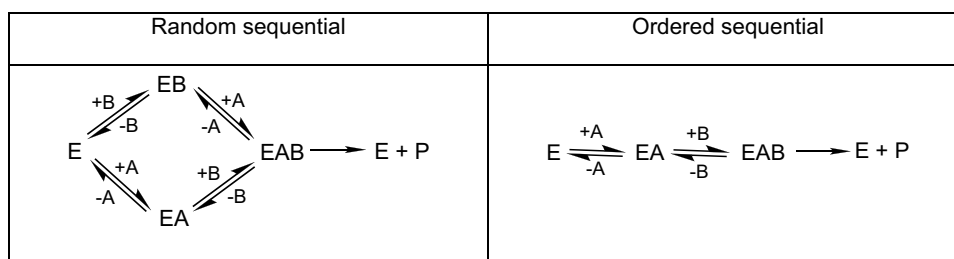 Random sequential
Ordered sequential
EB
+B
+A
-B
-A
E
EAB
E + P
+A
+B
-A
-B
EA
+A
+B
E
EA
EAB
E + P
-A
-B